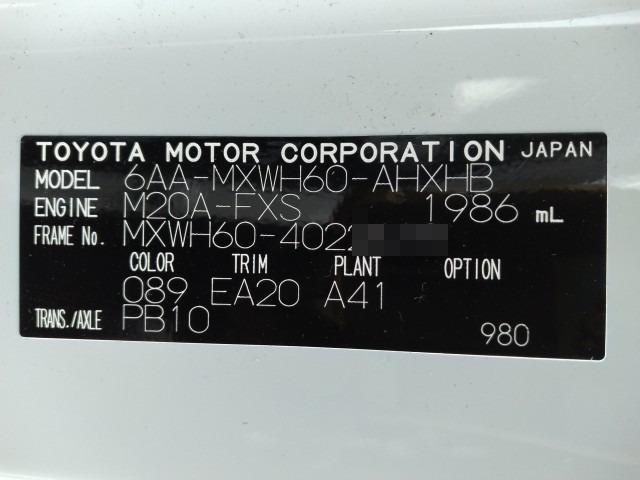 TOYOTA MOTOR CORPORATION JAPAN
MODEL 6AA-MXWH60-AHXHB
ENGINE M20A-FXS 1986 mL
FRAME No. MXWH60-402
COLOR TRIM PLANT OPTION
089 EA20 A41
TRANS./AXLE PB10
980